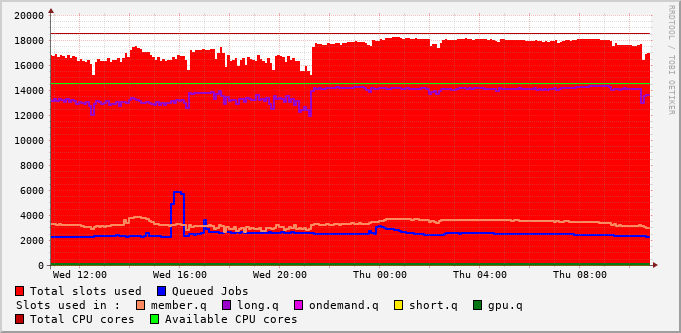 20000
18000
16000
14000
12000
10000
8000
6000
4000
2000
0
Wed 12:00 Wed 16:00 Wed 20:00 Thu 00:00 Thu 04:00 Thu 08:00
RRDTOOL / TOBI OETIKER
Total slots used Queued Jobs
Slots used in : member.q long.q ondemand.q short.q gpu.q
Total CPU cores Available CPU cores